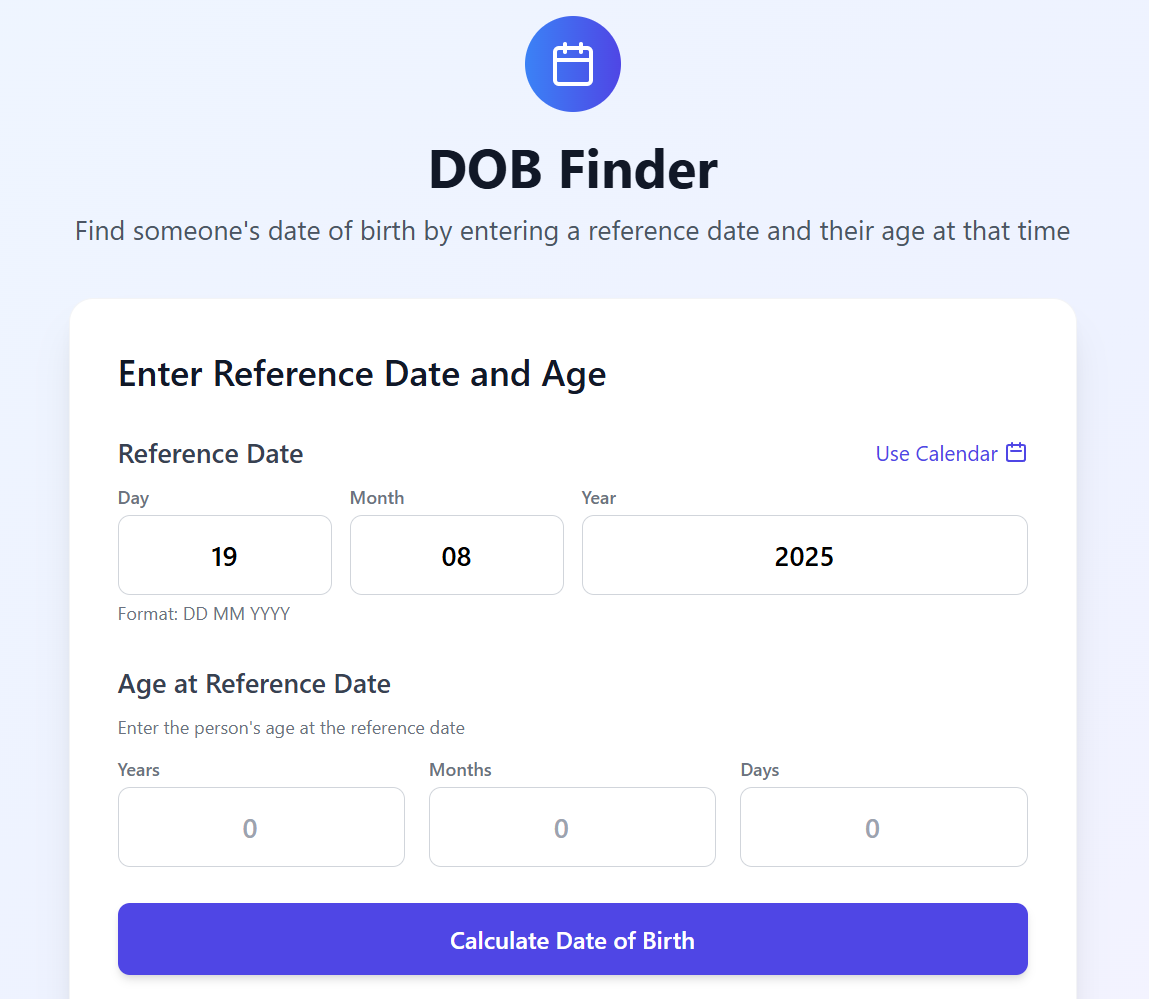 DOB Finder
Find someone's date of birth by entering a reference date and their age at that time
Enter Reference Date and Age
Reference Date
Use Calendar
Day Month Year
19 08 2025
Format: DD MM YYYY
Age at Reference Date
Enter the person's age at the reference date
Years Months Days
0 0 0
Calculate Date of Birth